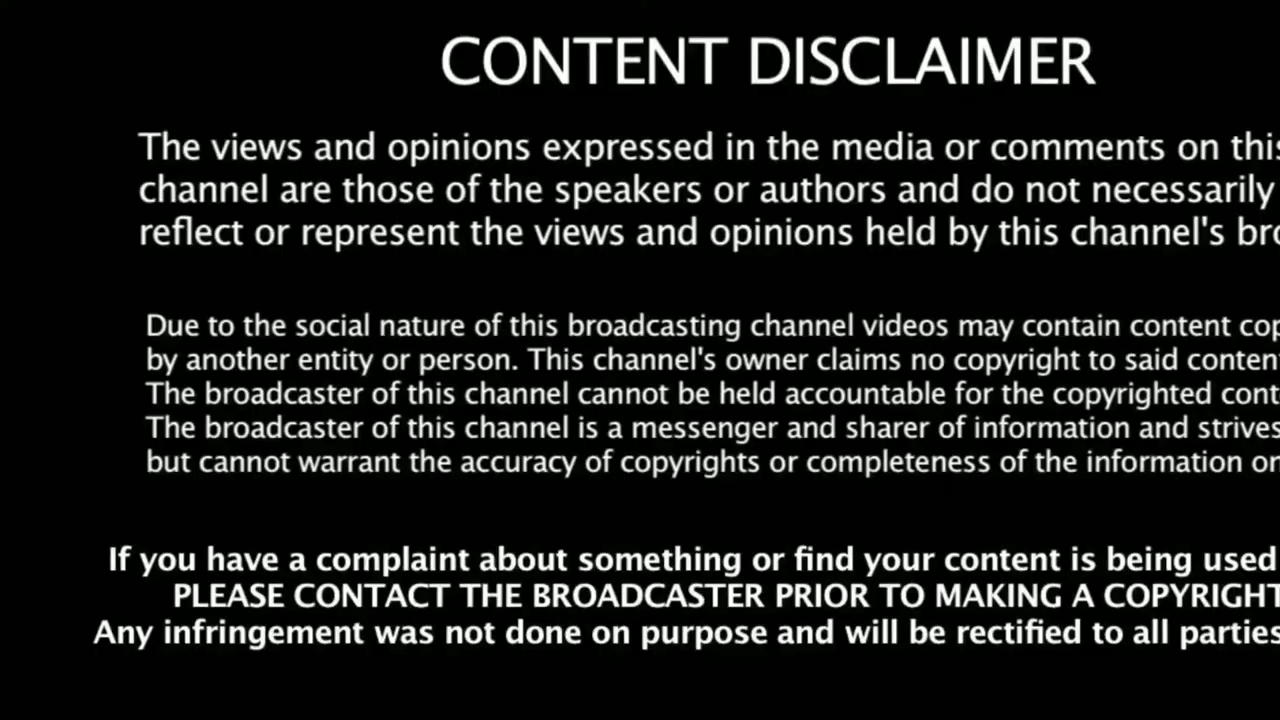 CONTENT DISCLAIMER
The views and opinions expressed in the media or comments on this
channel are those of the speakers or authors and do not necessarily
reflect or represent the views and opinions held by this channel's
Due to the social nature of this broadcasting channel videos may contain content
by another entity or person. This channel's owner claims no copyright to said
The broadcaster of this channel cannot be held accountable for the copyrighted
The broadcaster of this channel is a messenger and sharer of information and strives
but cannot warrant the accuracy of copyrights or completeness of the information
If you have a complaint about something or find your content is being used
PLEASE CONTACT THE BROADCASTER PRIOR TO MAKING A COPYRIGHT
Any infringement was not done on purpose and will be rectified to all parties